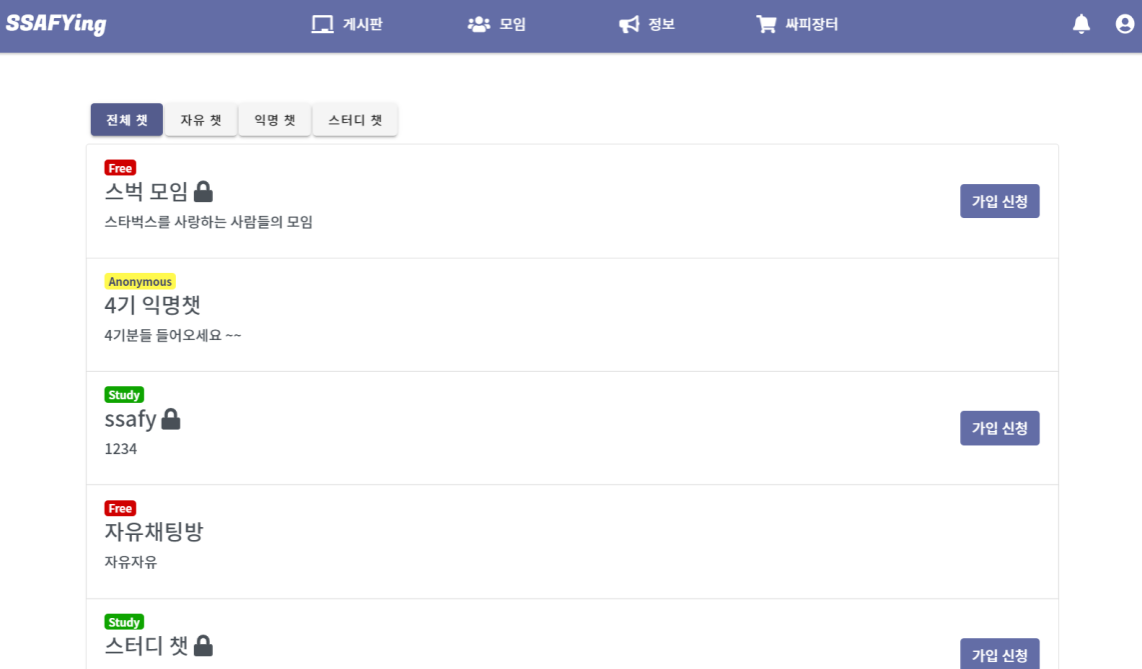 SSAFYing 게시판 모임 정보 싸피장터
전체 챗 자유 챗 익명 챗 스터디 챗
Free
스벅 모임
스타벅스를 사랑하는 사람들의 모임
가입 신청
Anonymous
4기 익명챗
4기분들 들어오세요 ~~
Study
ssafy
1234
가입 신청
Free
자유채팅방
자유자유
Study
스터디 챗
가입 신청